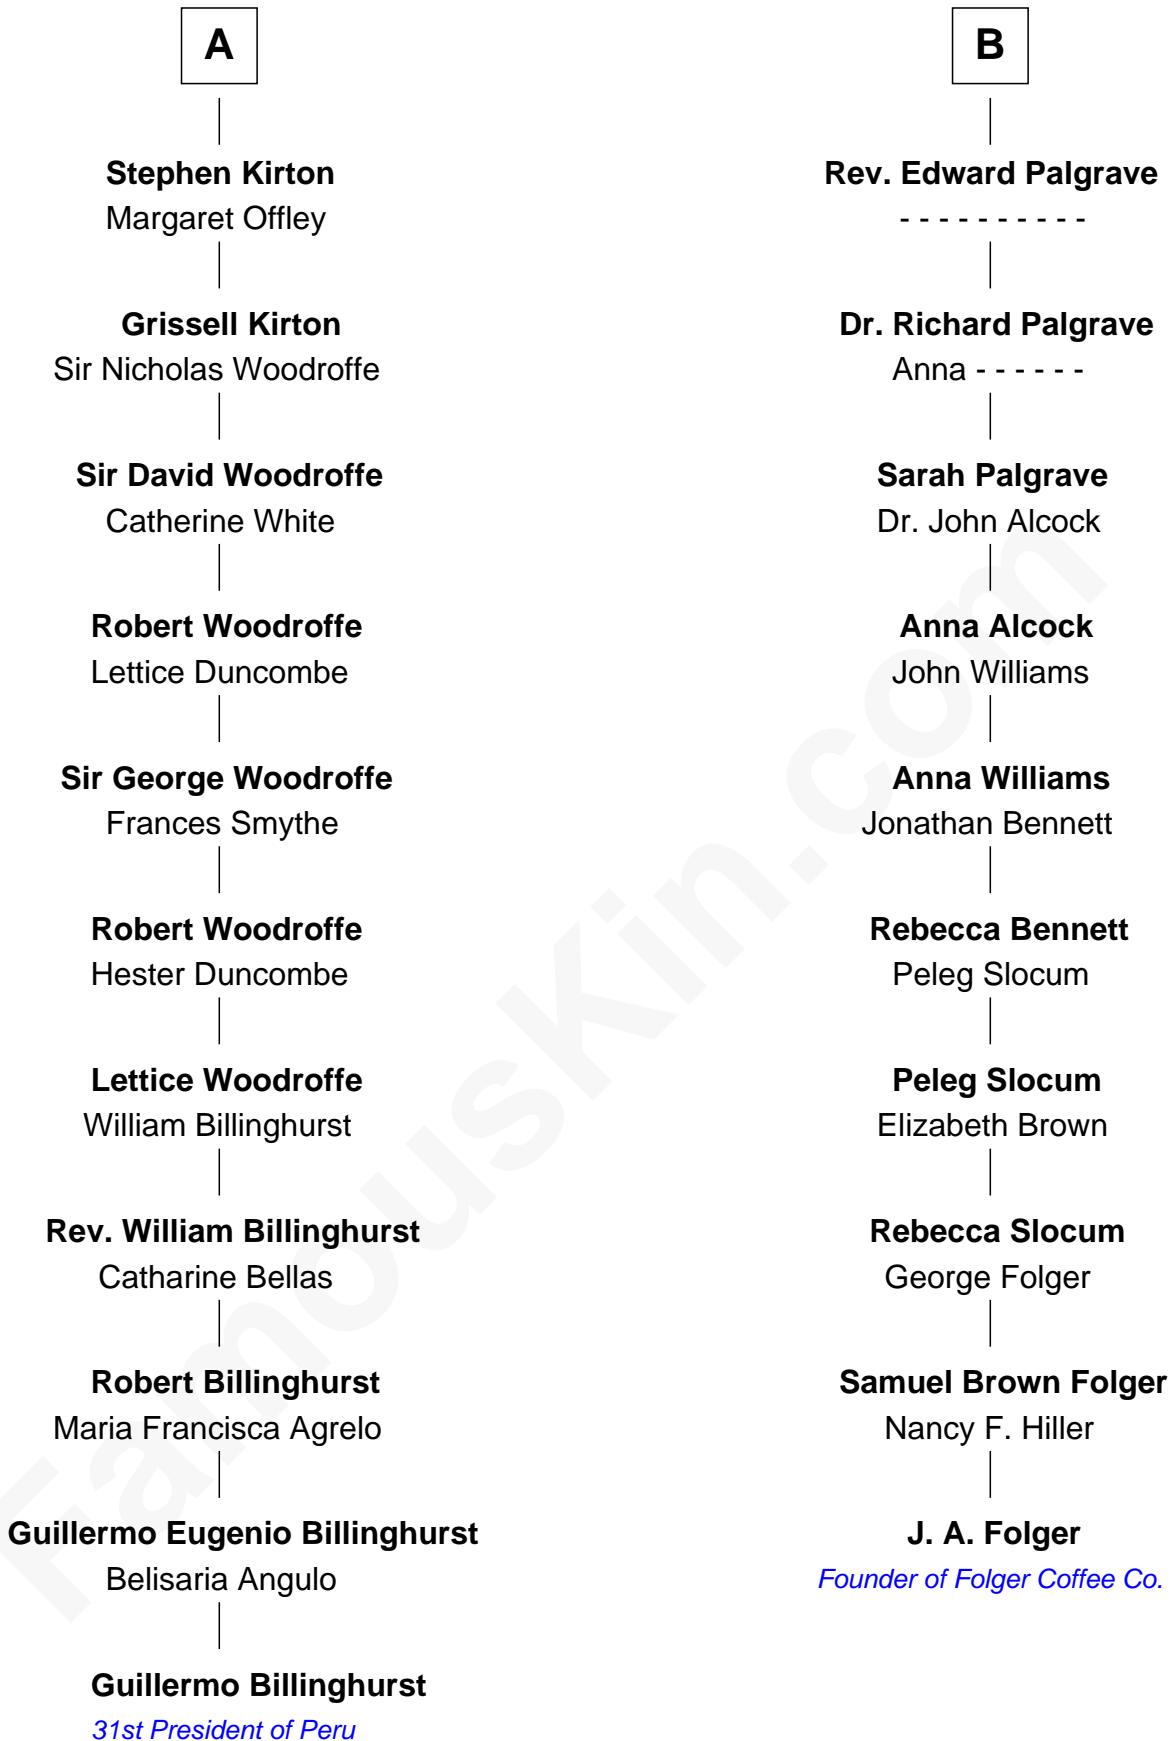 A
Stephen Kirton
Margaret Offley
Grissell Kirton
Sir Nicholas Woodroffe
Sir David Woodroffe
Catherine White
Robert Woodroffe
Lettice Duncombe
Sir George Woodroffe
Frances Smythe
Robert Woodroffe
Hester Duncombe
Lettice Woodroffe
William Billinghurst
Rev. William Billinghurst
Catharine Bellas
Robert Billinghurst
Maria Francisca Agrelo
Guillermo Eugenio Billinghurst
Belisaria Angulo
Guillermo Billinghurst
31st President of Peru
B
Rev. Edward Palgrave
- - - - - - - - - -
Dr. Richard Palgrave
Anna - - - - - -
Sarah Palgrave
Dr. John Alcock
Anna Alcock
John Williams
Anna Williams
Jonathan Bennett
Rebecca Bennett
Peleg Slocum
Peleg Slocum
Elizabeth Brown
Rebecca Slocum
George Folger
Samuel Brown Folger
Nancy F. Hiller
J. A. Folger
Founder of Folger Coffee Co.
FamousKin.com